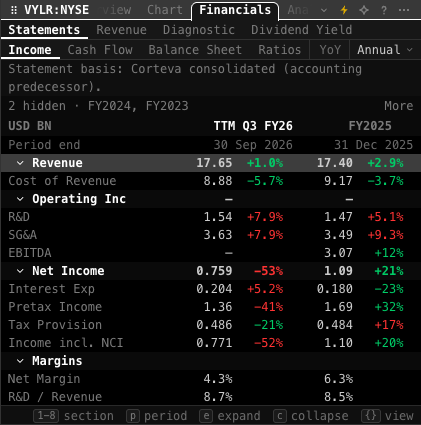 VYLR:NYSE Chart Financials
Statements Revenue Diagnostic Dividend Yield
Income Cash Flow Balance Sheet Ratios YoY Annual
Statement basis: Corteva consolidated (accounting
predecessor).
2 hidden · FY2024, FY2023 More
USD BN TTM Q3 FY26 FY2025
Period end 30 Sep 2026 31 Dec 2025
Revenue 17.65 +1.0% 17.40 +2.9%
Cost of Revenue 8.88 −5.7% 9.17 −3.7%
Operating Inc — —
R&D 1.54 +7.9% 1.47 +5.1%
SG&A 3.63 +7.9% 3.49 +9.3%
EBITDA — 3.07 +12%
Net Income 0.759 −53% 1.09 +21%
Interest Exp 0.204 +5.2% 0.180 −23%
Pretax Income 1.36 −41% 1.69 +32%
Tax Provision 0.486 −21% 0.484 +17%
Income incl. NCI 0.771 −52% 1.10 +20%
Margins
Net Margin 4.3% 6.3%
R&D / Revenue 8.7% 8.5%
1–8 section p period e expand c collapse {} view